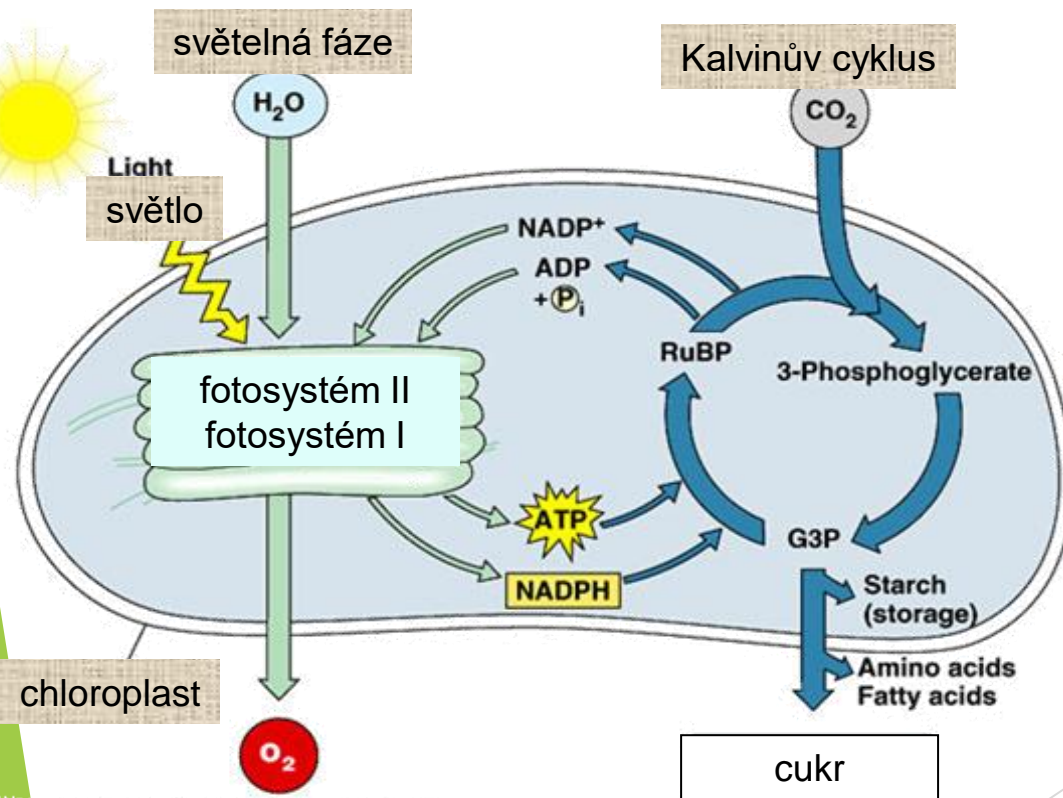 světelná fáze
Kalvinův cyklus
H₂O
CO₂
Light
světlo
NADP⁺
ADP
+ Pᵢ
RuBP
3-Phosphoglycerate
fotosystém II
fotosystém I
ATP
G3P
NADPH
Starch
(storage)
Amino acids
Fatty acids
chloroplast
O₂
cukr